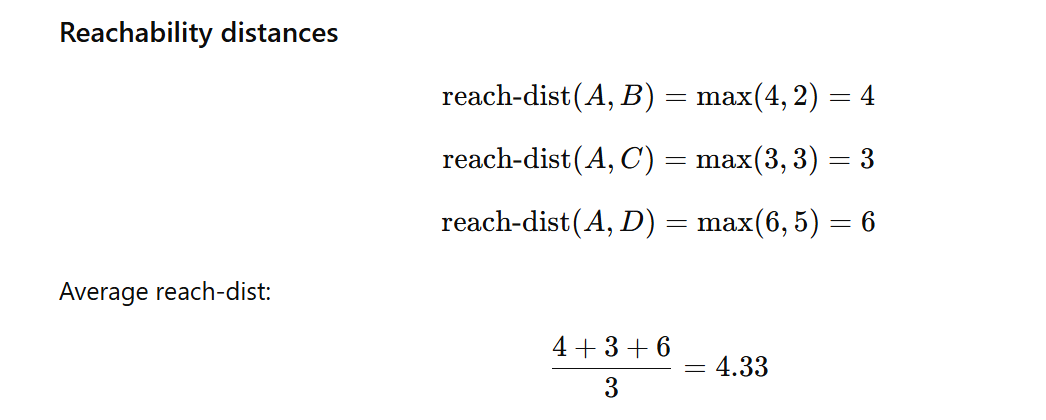 Reachability distances
reach-dist(A, B) = max(4, 2) = 4
reach-dist(A, C) = max(3, 3) = 3
reach-dist(A, D) = max(6, 5) = 6
Average reach-dist:
4 + 3 + 6
3
= 4.33